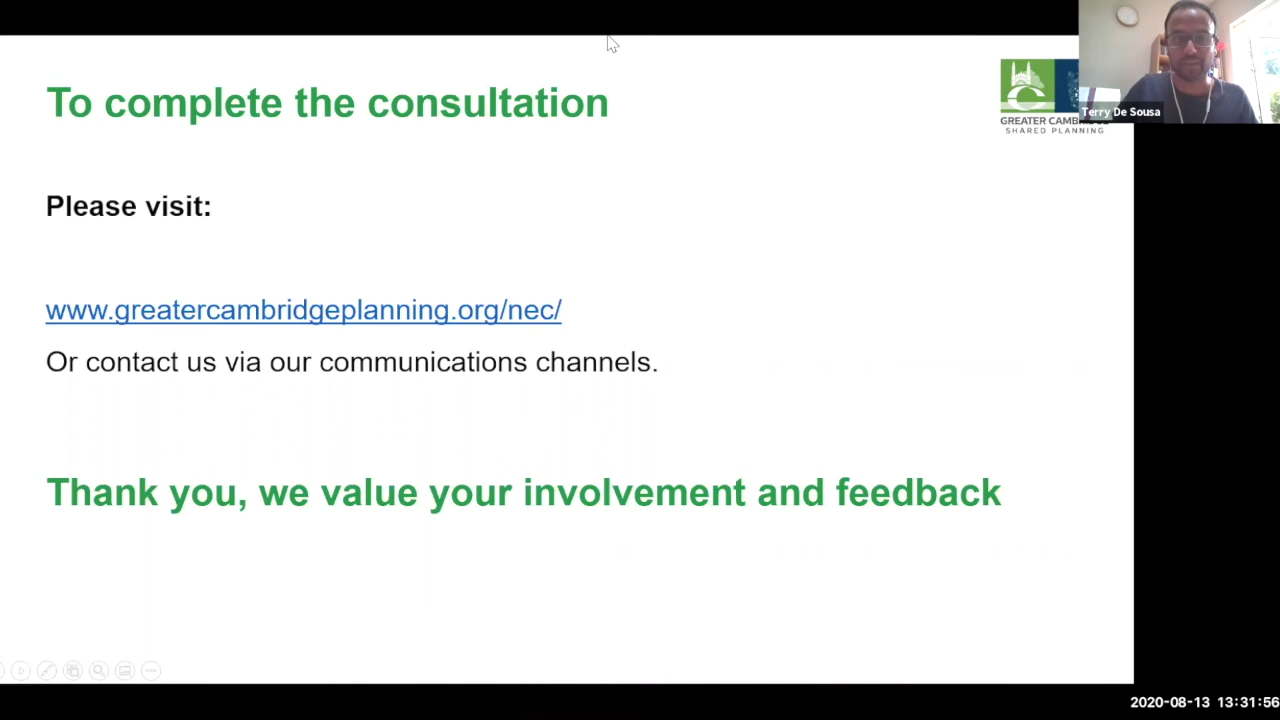 To complete the consultation
GREATER CAMBRIDGE
SHARED PLANNING
Terry De Sousa
Please visit:
www.greatercambridgeplanning.org/nec/
Or contact us via our communications channels.
Thank you, we value your involvement and feedback
2020-08-13 13:31:56